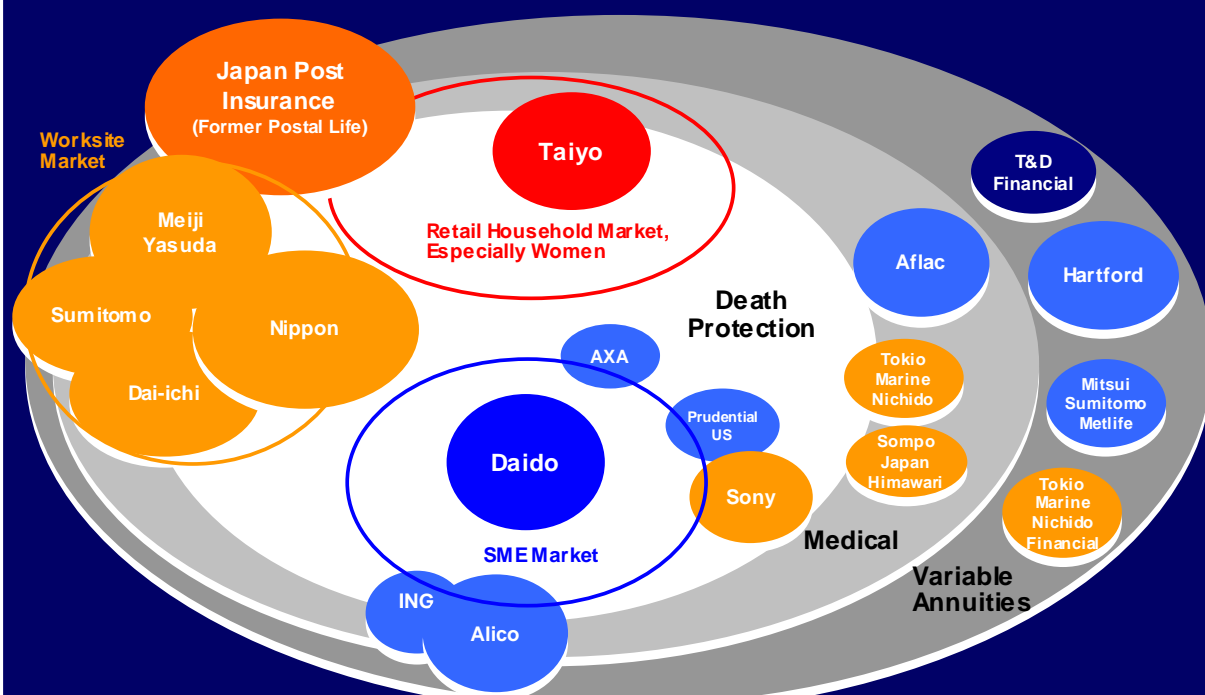 Japan Post
Insurance
(Former Postal Life)
Worksite
Market
Taiyo
T&D
Financial
Meiji
Yasuda
Retail Household Market,
Especially Women
Aflac
Hartford
Sumitomo
Nippon
Death
Protection
AXA
Tokio
Marine
Nichido
Dai-ichi
Mitsui
Sumitomo
Metlife
Prudential
US
Daido
Sompo
Japan
Himawari
Sony
Tokio
Marine
Nichido
Financial
Medical
SME Market
Variable
Annuities
ING
Alico